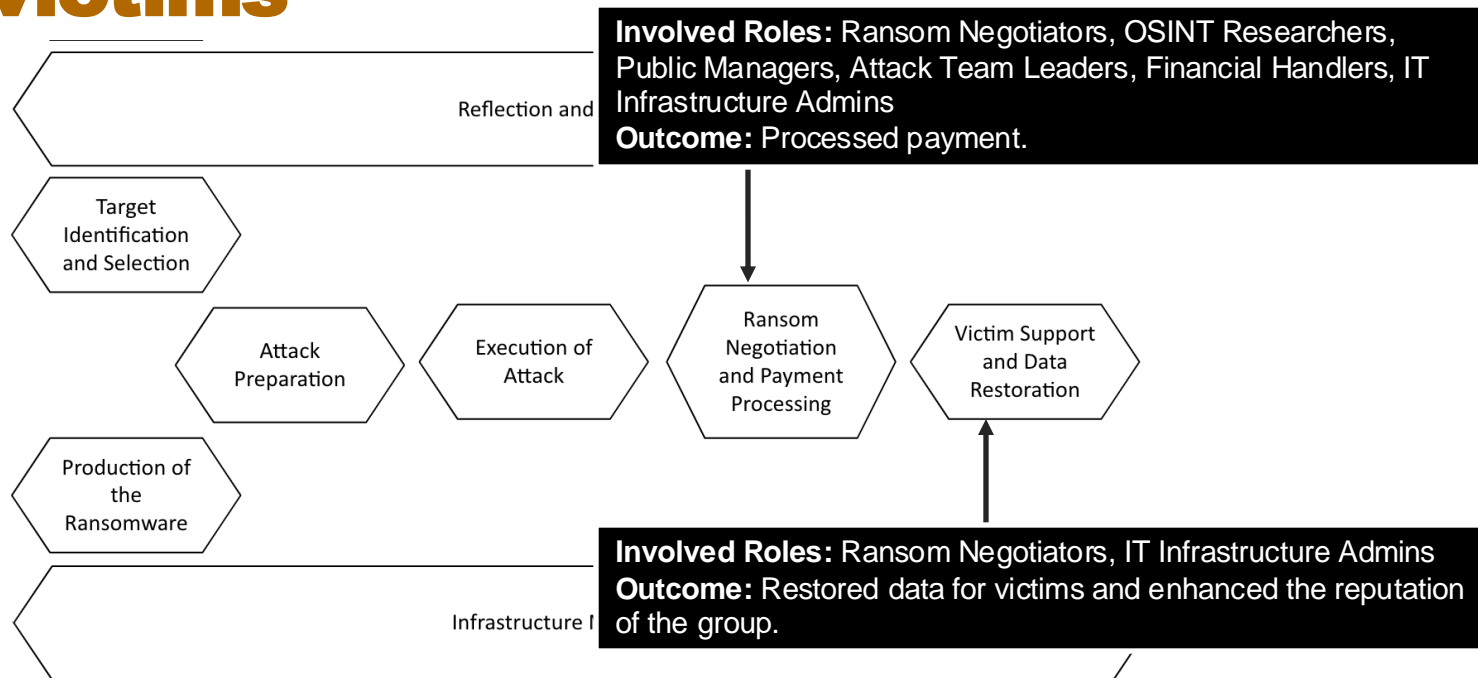 victims
Involved Roles: Ransom Negotiators, OSINT Researchers,
Public Managers, Attack Team Leaders, Financial Handlers, IT
Infrastructure Admins
Outcome: Processed payment.
Reflection and
Target
Identification
and Selection
Attack
Preparation
Execution of
Attack
Ransom
Negotiation
and Payment
Processing
Victim Support
and Data
Restoration
Production of
the
Ransomware
Involved Roles: Ransom Negotiators, IT Infrastructure Admins
Outcome: Restored data for victims and enhanced the reputation
of the group.
Infrastructure